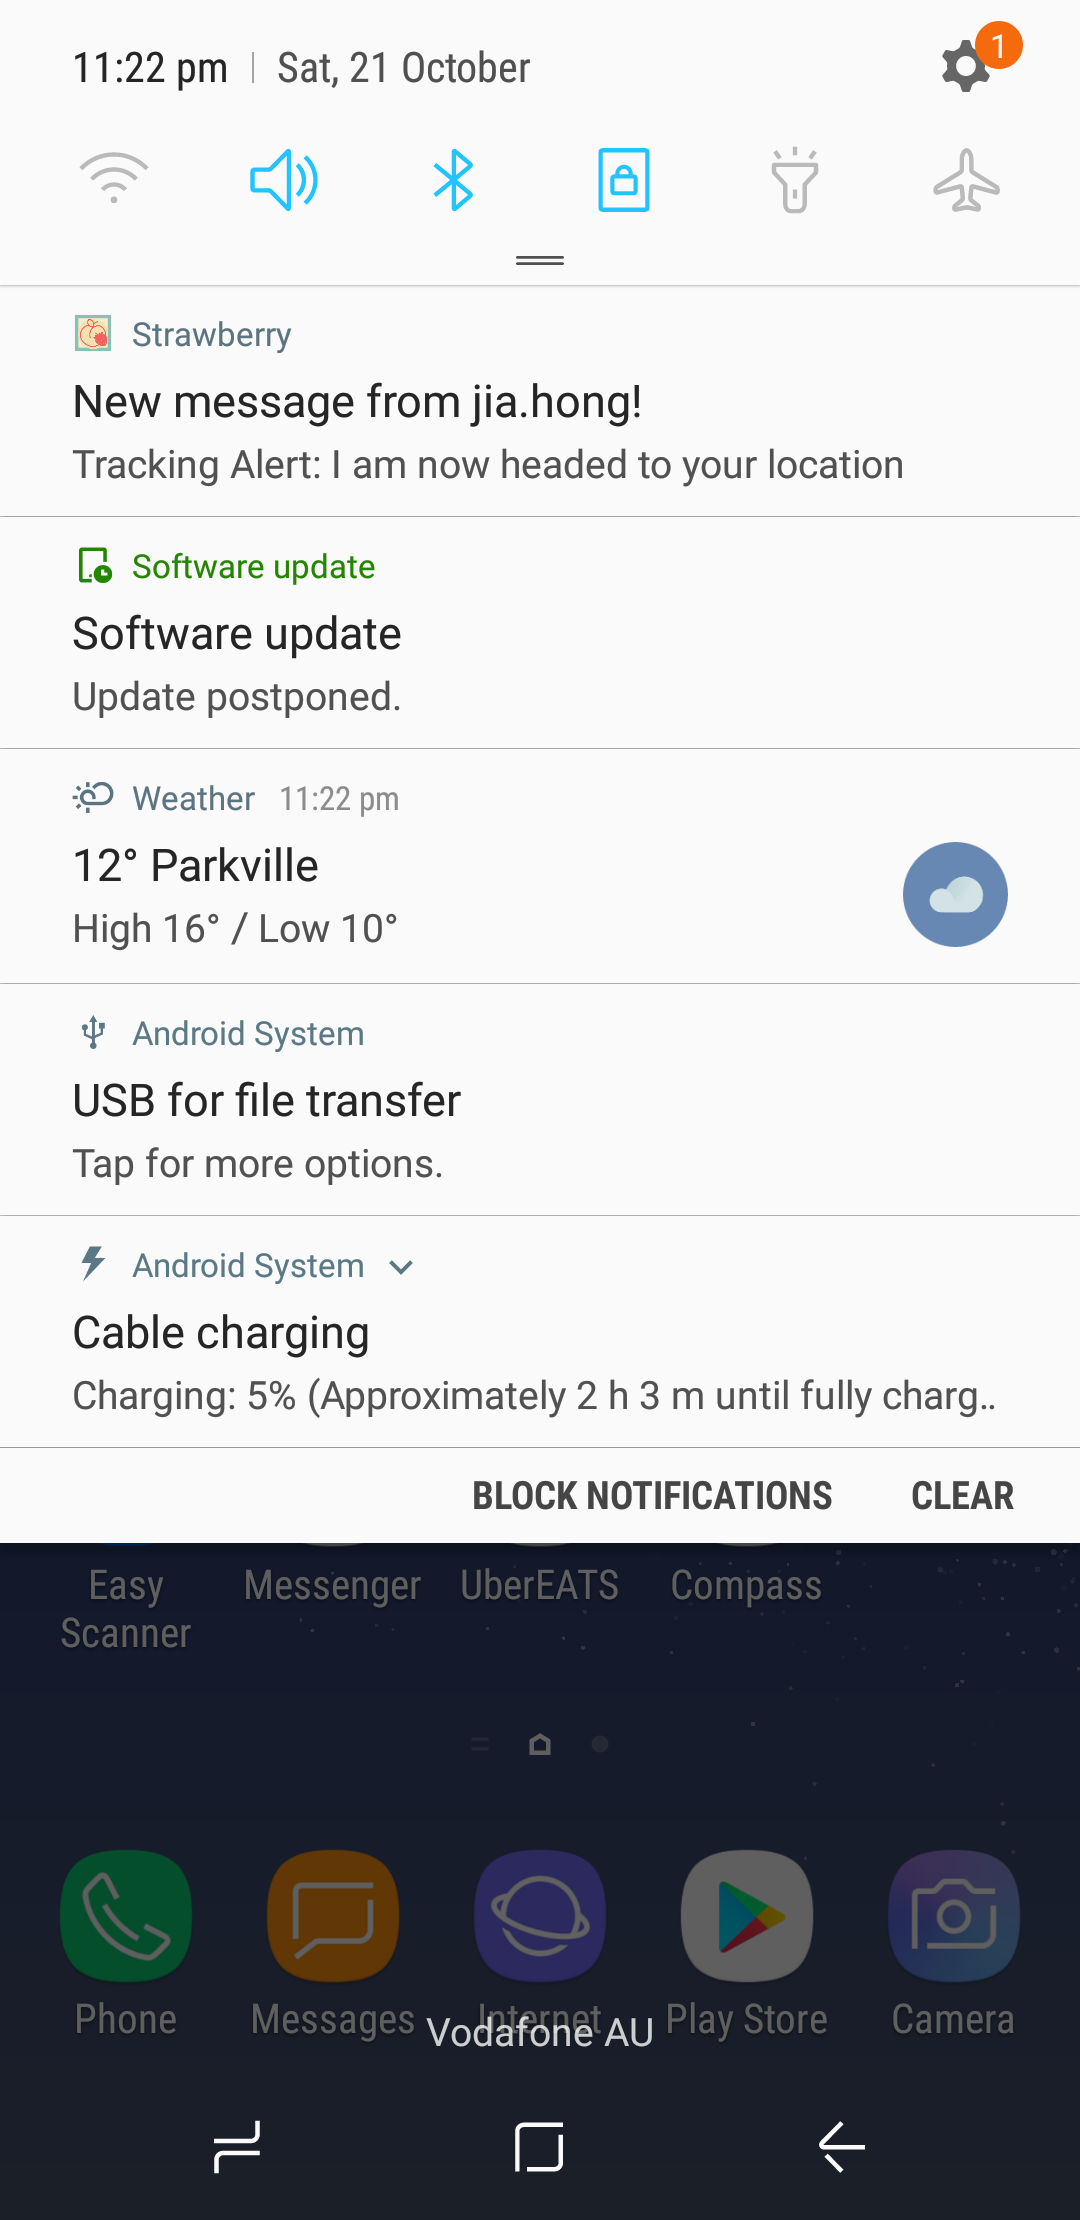 11:22 pm | Sat, 21 October
1
Strawberry
New message from jia.hong!
Tracking Alert: I am now headed to your location
Software update
Software update
Update postponed.
Weather 11:22 pm
12° Parkville
High 16° / Low 10°
Android System
USB for file transfer
Tap for more options.
Android System
Cable charging
Charging: 5% (Approximately 2 h 3 m until fully charg..
BLOCK NOTIFICATIONS CLEAR
Easy Scanner
Messenger
UberEATS
Compass
Phone
Messages
Internet
Play Store
Camera
Vodafone AU